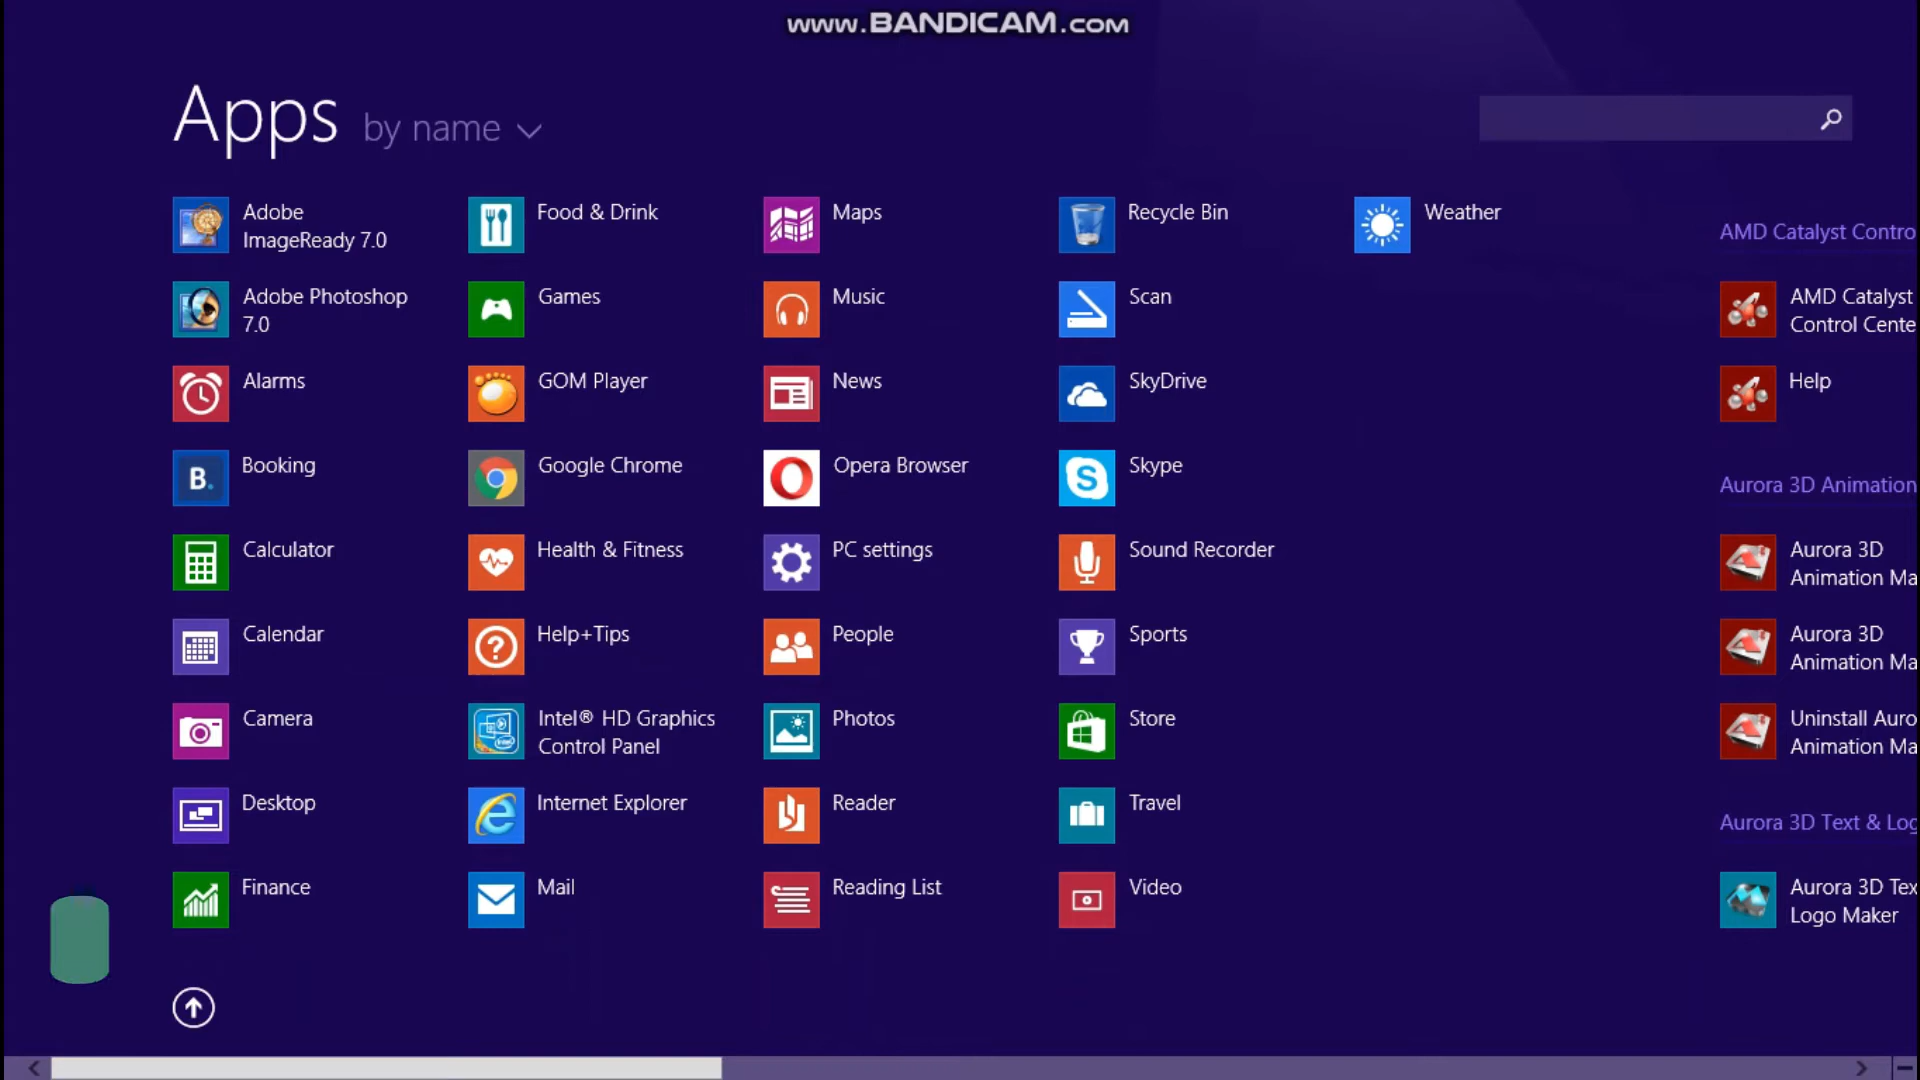 www.BANDICAM.com
Apps by name
Adobe
ImageReady 7.0
Adobe Photoshop
7.0
Alarms
Booking
B.
Calculator
Calendar
Camera
Desktop
Finance
Food & Drink
Games
GOM Player
Google Chrome
Health & Fitness
Help+Tips
Intel® HD Graphics
Control Panel
Internet Explorer
Mail
Maps
Music
News
Opera Browser
PC settings
People
Photos
Reader
Reading List
Recycle Bin
Scan
SkyDrive
Skype
Sound Recorder
Sports
Store
Travel
Video
Weather
AMD Catalyst Contro
AMD Catalyst
Control Cente
Help
Aurora 3D Animation
Aurora 3D
Animation Ma
Aurora 3D
Animation Ma
Uninstall Auro
Animation Ma
Aurora 3D Text & Log
Aurora 3D Tex
Logo Maker